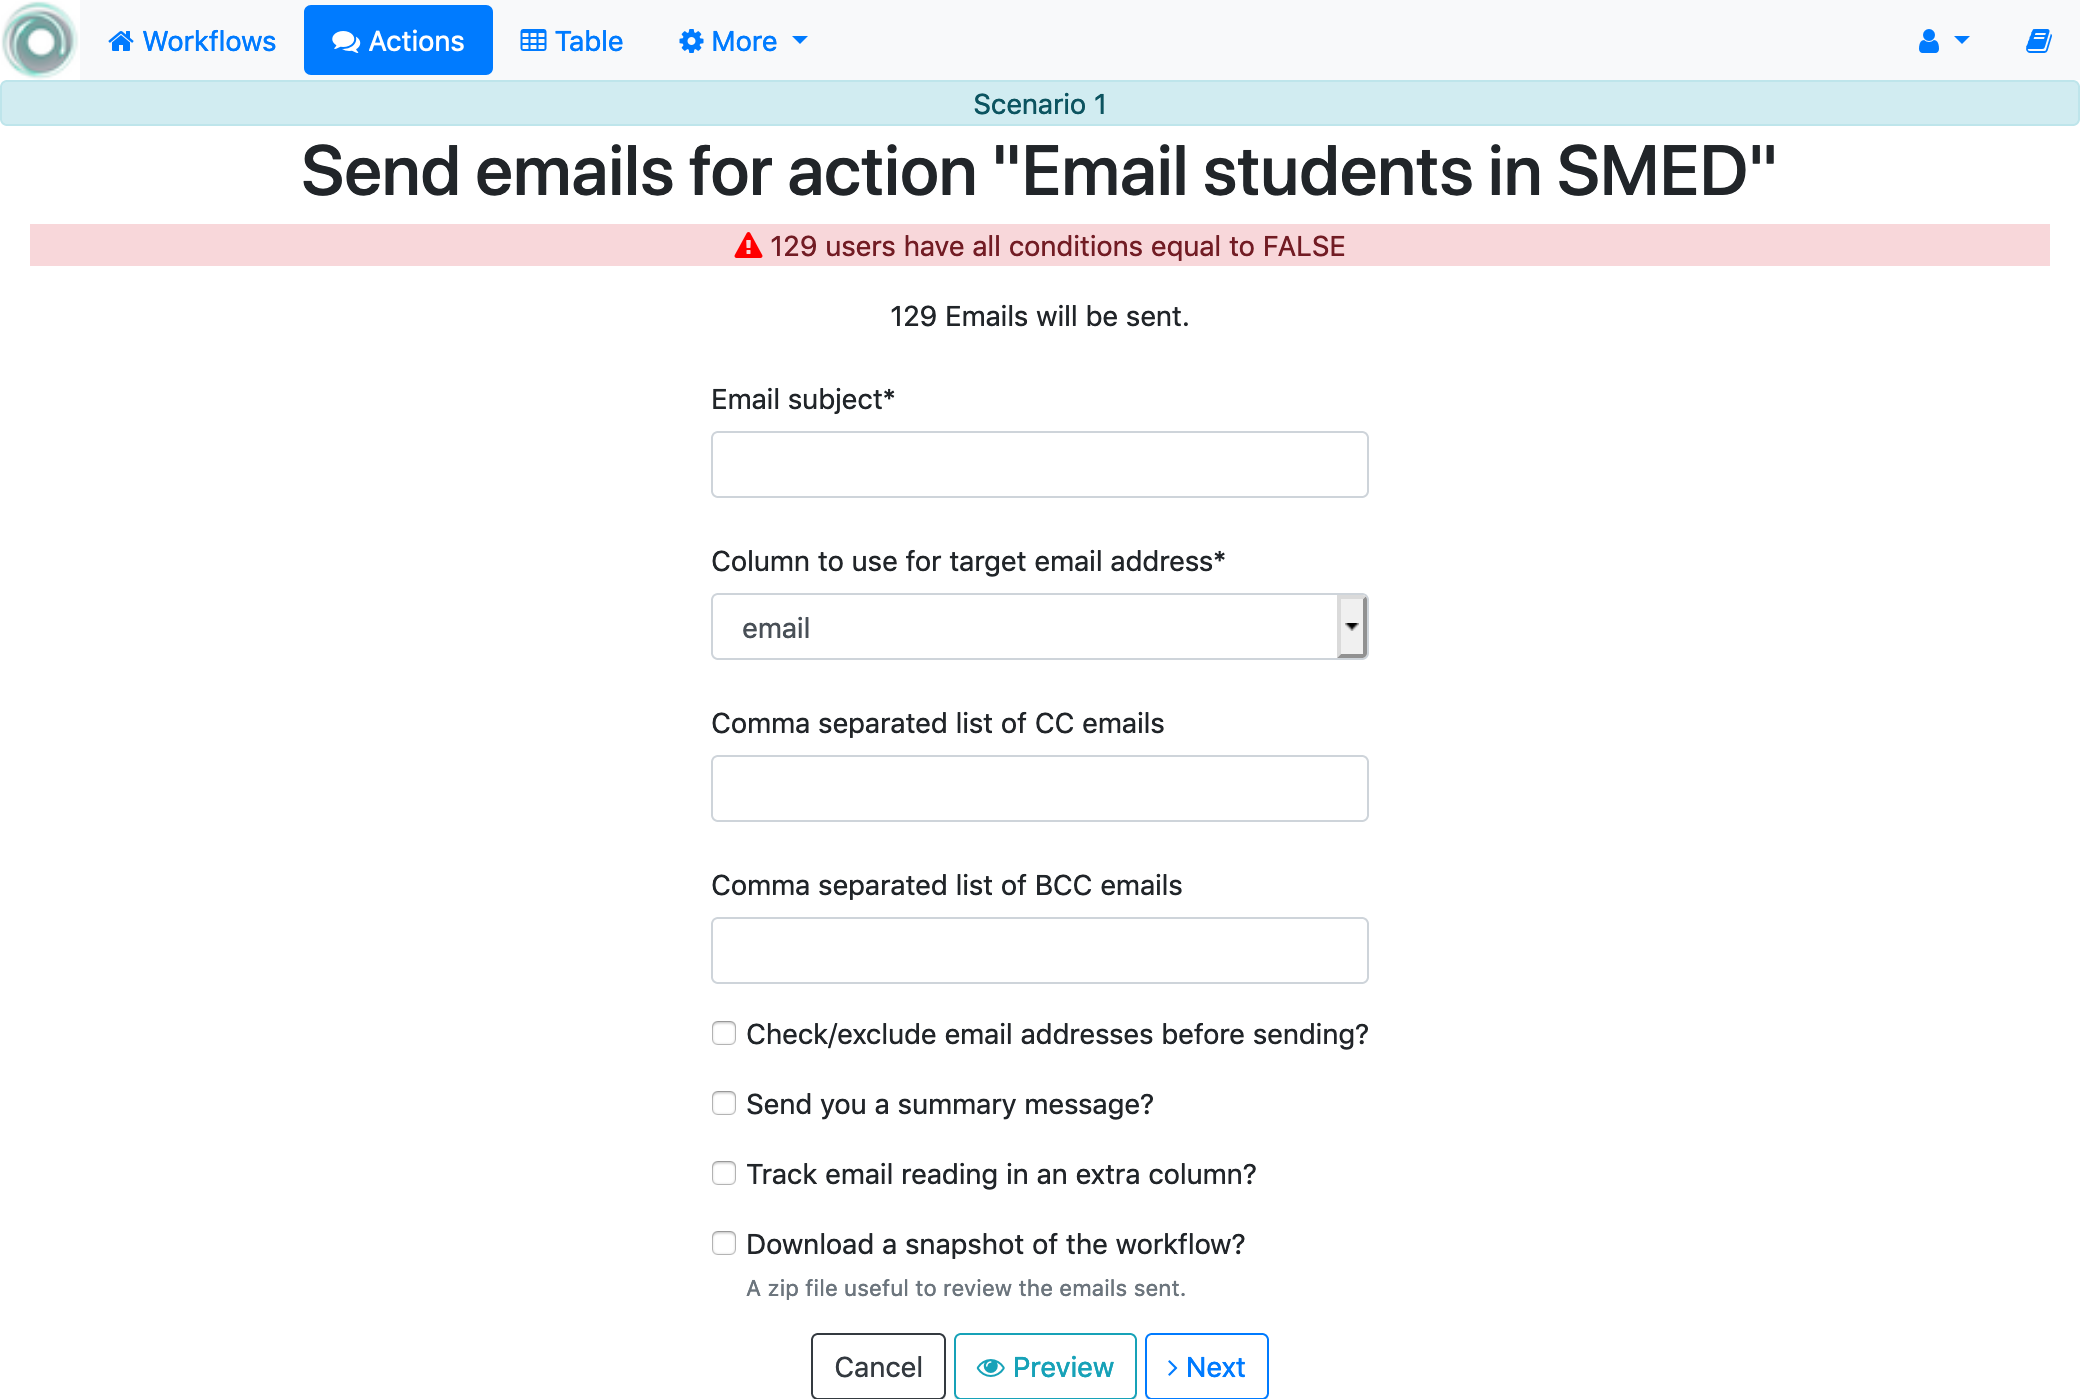 Workflows Actions Table More
Scenario 1
Send emails for action "Email students in SMED"
129 users have all conditions equal to FALSE
129 Emails will be sent.
Email subject*
Column to use for target email address*
email
Comma separated list of CC emails
Comma separated list of BCC emails
Check/exclude email addresses before sending?
Send you a summary message?
Track email reading in an extra column?
Download a snapshot of the workflow?
A zip file useful to review the emails sent.
Cancel Preview Next